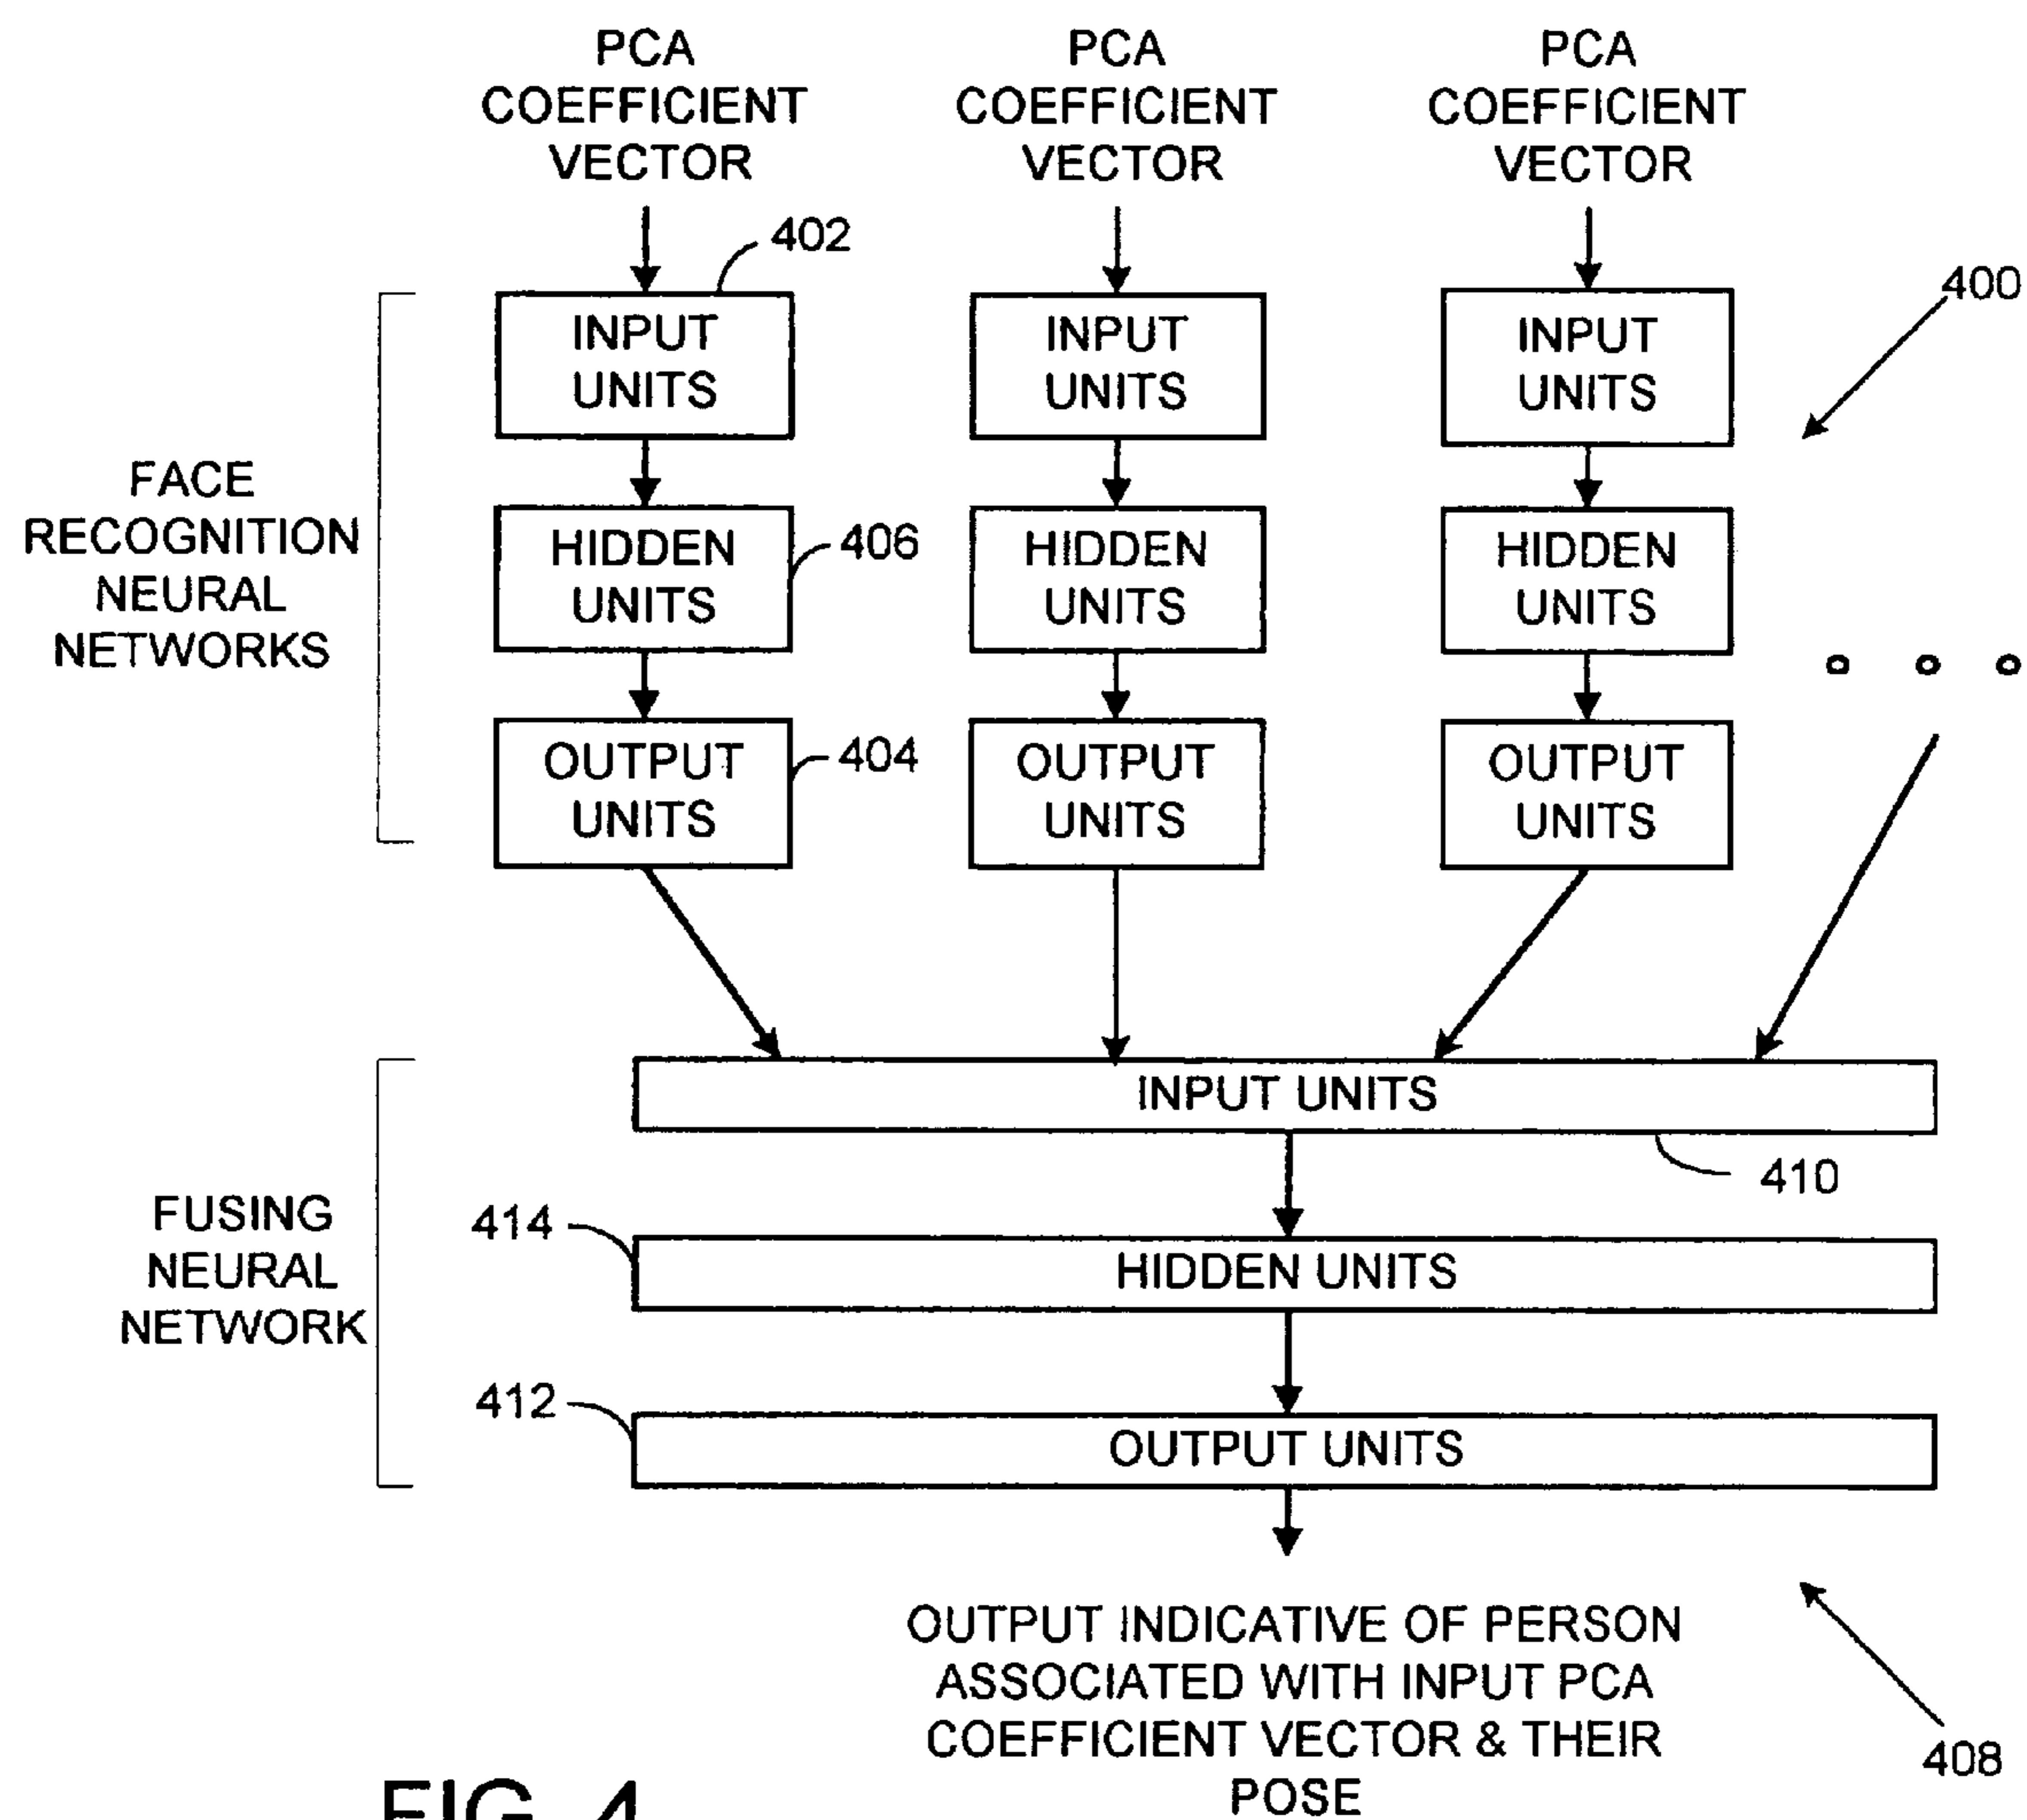 PCA
COEFFICIENT
VECTOR
PCA
COEFFICIENT
VECTOR
PCA
COEFFICIENT
VECTOR
402
400
INPUT
UNITS
INPUT
UNITS
INPUT
UNITS
FACE
RECOGNITION
NEURAL
NETWORKS
HIDDEN
UNITS
406
HIDDEN
UNITS
HIDDEN
UNITS
OUTPUT
UNITS
404
OUTPUT
UNITS
OUTPUT
UNITS
INPUT UNITS
410
FUSING
NEURAL
NETWORK
414
HIDDEN UNITS
412
OUTPUT UNITS
OUTPUT INDICATIVE OF PERSON
ASSOCIATED WITH INPUT PCA
COEFFICIENT VECTOR & THEIR
POSE
408
FIG. 4